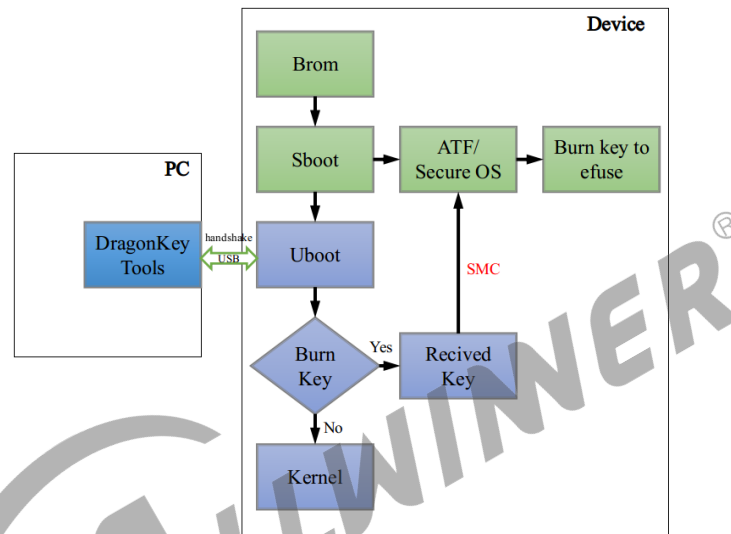 Device
Brom
Sboot
ATF/
Secure OS
Burn key to
efuse
PC
DragonKey
Tools
handshake
USB
Uboot
SMC
Burn
Key
Yes
Recived
Key
No
Kernel
ALLWINNER®